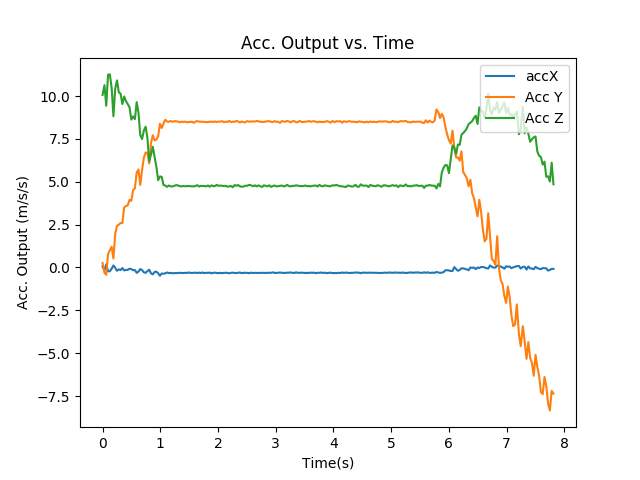 Acc. Output vs. Time
accX
Acc Y
Acc Z
Acc. Output (m/s/s)
10.0
7.5
5.0
2.5
0.0
−2.5
−5.0
−7.5
0 1 2 3 4 5 6 7 8
Time(s)